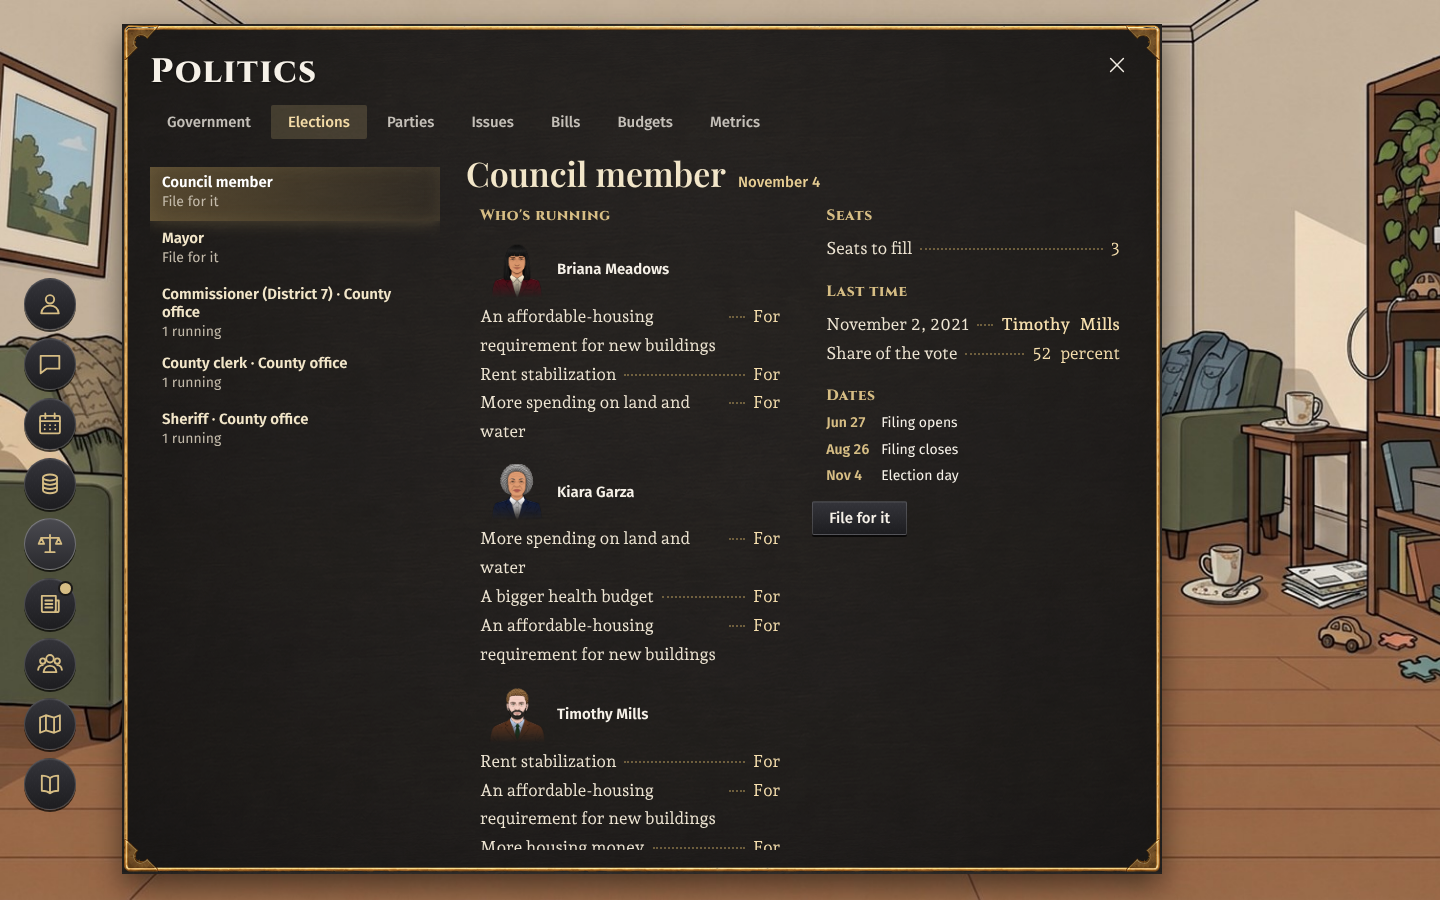 Politics
Government
Elections
Parties
Issues
Bills
Budgets
Metrics
Council member
File for it
Mayor
File for it
Commissioner (District 7) · County
office
1 running
County clerk · County office
1 running
Sheriff · County office
1 running
Council member November 4
Who's running
Briana Meadows
An affordable-housing
requirement for new buildings
For
Rent stabilization For
More spending on land and
water
For
Kiara Garza
More spending on land and
water
For
A bigger health budget For
An affordable-housing
requirement for new buildings
For
Timothy Mills
Rent stabilization For
An affordable-housing
requirement for new buildings
For
More housing money For
Seats
Seats to fill 3
Last time
November 2, 2021 Timothy Mills
Share of the vote 52 percent
Dates
Jun 27 Filing opens
Aug 26 Filing closes
Nov 4 Election day
File for it